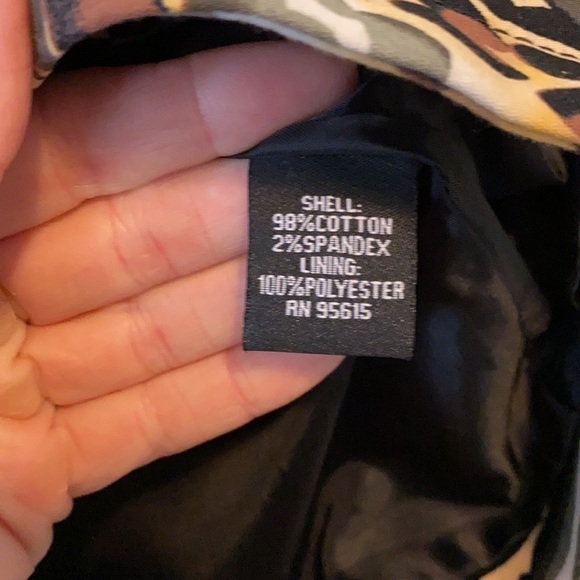 SHELL:
98%COTTON
2%SPANDEX
LINING:
100%POLYESTER
RN 95615